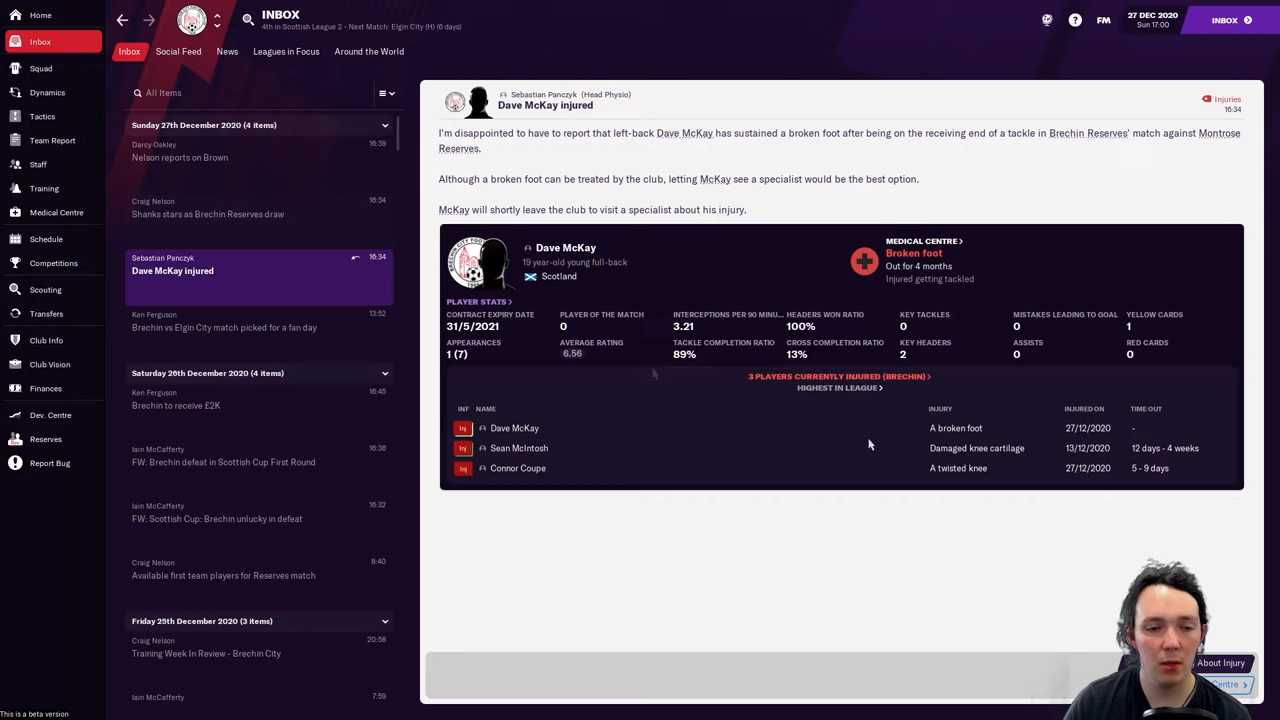 Home
Inbox
Squad
Dynamics
Tactics
Team Report
Staff
Training
Medical Centre
Schedule
Competitions
Scouting
Transfers
Club Info
Club Vision
Finances
Dev. Centre
Reserves
Report Bug
This is a beta version
INBOX
4th in Scottish League 2 - Next Match: Elgin City (H) (6 days)
FM
27 DEC 2020
Sun 17:00
INBOX
Inbox Social Feed News Leagues in Focus Around the World
All Items
Sunday 27th December 2020 (4 items)
Darcy Oakley 16:39
Nelson reports on Brown
Craig Nelson 16:34
Shanks stars as Brechin Reserves draw
Sebastian Panczyk 16:34
Dave McKay injured
Ken Ferguson 13:52
Brechin vs Elgin City match picked for a fan day
Saturday 26th December 2020 (4 items)
Ken Ferguson 16:45
Brechin to receive £2K
Iain McCafferty 16:36
FW: Brechin defeat in Scottish Cup First Round
Iain McCafferty 16:32
FW: Scottish Cup: Brechin unlucky in defeat
Craig Nelson 8:40
Available first team players for Reserves match
Friday 25th December 2020 (3 items)
Craig Nelson 20:56
Training Week In Review - Brechin City
Iain McCafferty 7:59
Sebastian Panczyk (Head Physio)
Dave McKay injured
Injuries
16:34
I'm disappointed to have to report that left-back Dave McKay has sustained a broken foot after being on the receiving end of a tackle in Brechin Reserves' match against Montrose
Reserves.
Although a broken foot can be treated by the club, letting McKay see a specialist would be the best option.
McKay will shortly leave the club to visit a specialist about his injury.
Dave McKay
19 year-old young full-back
Scotland
MEDICAL CENTRE
Broken foot
Out for 4 months
Injured getting tackled
PLAYER STATS
CONTRACT EXPIRY DATE PLAYER OF THE MATCH INTERCEPTIONS PER 90 MINU... HEADERS WON RATIO KEY TACKLES MISTAKES LEADING TO GOAL YELLOW CARDS
31/5/2021 0 3.21 100% 0 0 1
APPEARANCES AVERAGE RATING TACKLE COMPLETION RATIO CROSS COMPLETION RATIO KEY HEADERS ASSISTS RED CARDS
1 (7) 6.56 89% 13% 2 0 0
3 PLAYERS CURRENTLY INJURED (BRECHIN)
HIGHEST IN LEAGUE
INF NAME INJURY INJURED ON TIME OUT
Inj Dave McKay A broken foot 27/12/2020 -
Inj Sean McIntosh Damaged knee cartilage 13/12/2020 12 days - 4 weeks
Inj Connor Coupe A twisted knee 27/12/2020 5 - 9 days
About Injury
Centre